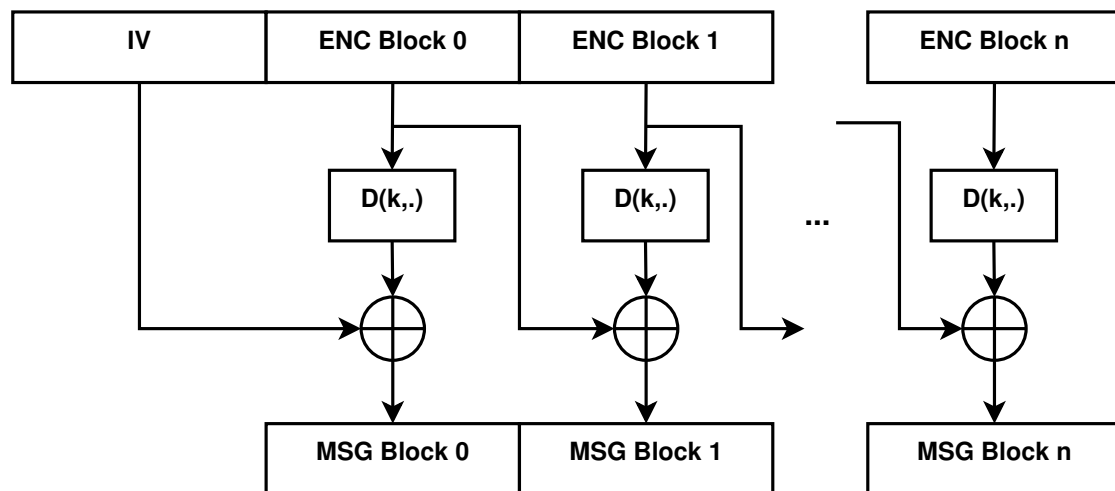 IV
ENC Block 0
ENC Block 1
ENC Block n
D(k,.)
D(k,.)
...
D(k,.)
MSG Block 0
MSG Block 1
MSG Block n